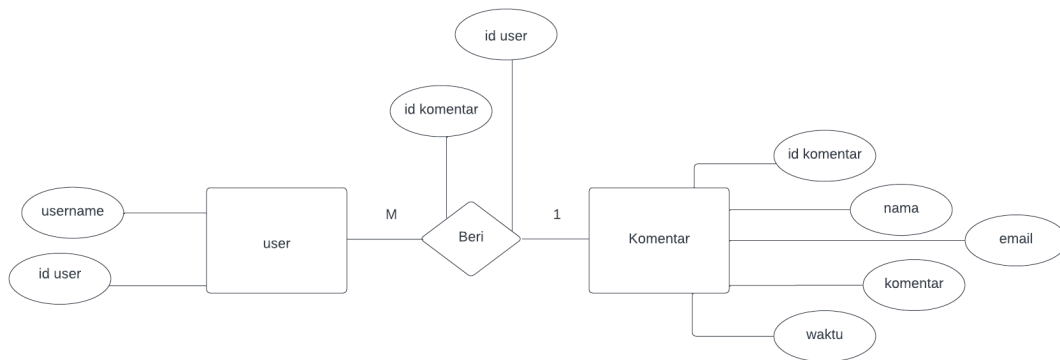 id user
id komentar
id komentar
username
M
1
nama
Beri
user
Komentar
email
id user
komentar
waktu